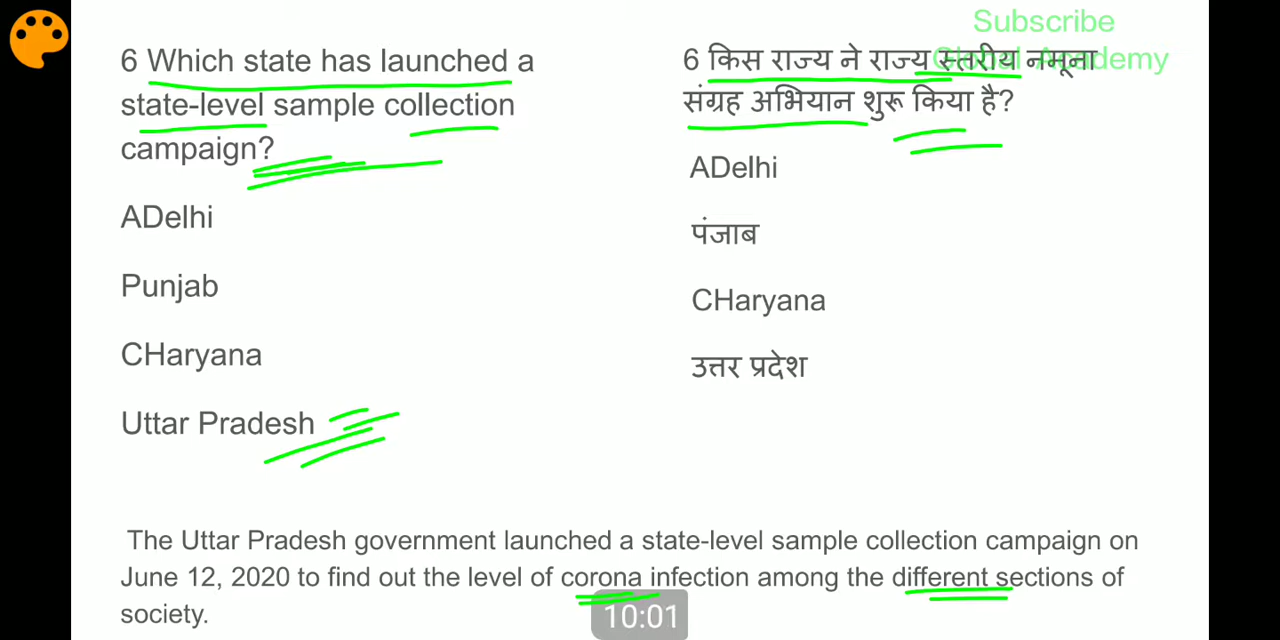 Subscribe
Global Academy
6 Which state has launched a
state-level sample collection
campaign?
ADelhi
Punjab
CHaryana
Uttar Pradesh
6 किस राज्य ने राज्य स्तरीय नमूना
संग्रह अभियान शुरू किया है?
ADelhi
पंजाब
CHaryana
उत्तर प्रदेश
The Uttar Pradesh government launched a state-level sample collection campaign on
June 12, 2020 to find out the level of corona infection among the different sections of
society.
10:01